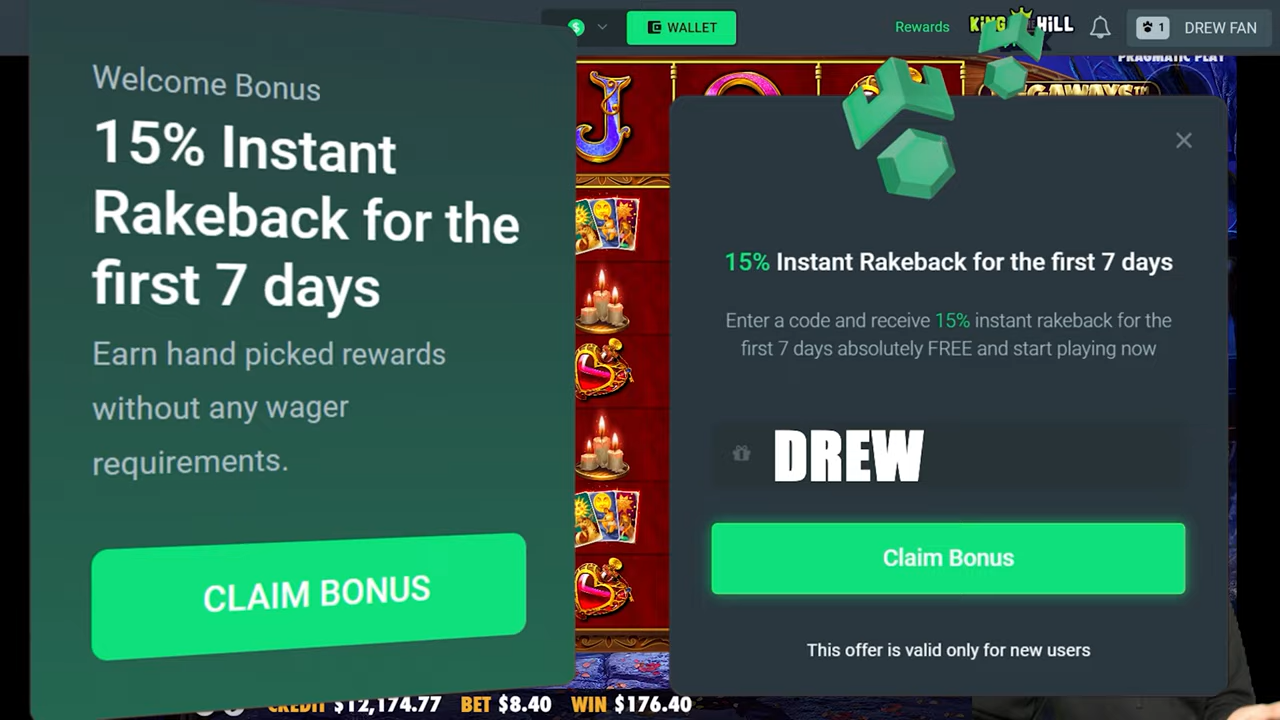 WALLET
Rewards
KING HILL
1
DREW FAN
PRAGMATIC PLAY
Welcome Bonus
15% Instant
Rakeback for the
first 7 days
Earn hand picked rewards
without any wager
requirements.
CLAIM BONUS
15% Instant Rakeback for the first 7 days
Enter a code and receive 15% instant rakeback for the
first 7 days absolutely FREE and start playing now
DREW
Claim Bonus
This offer is valid only for new users
CREDIT $12,174.77 BET $8.40 WIN $176.40